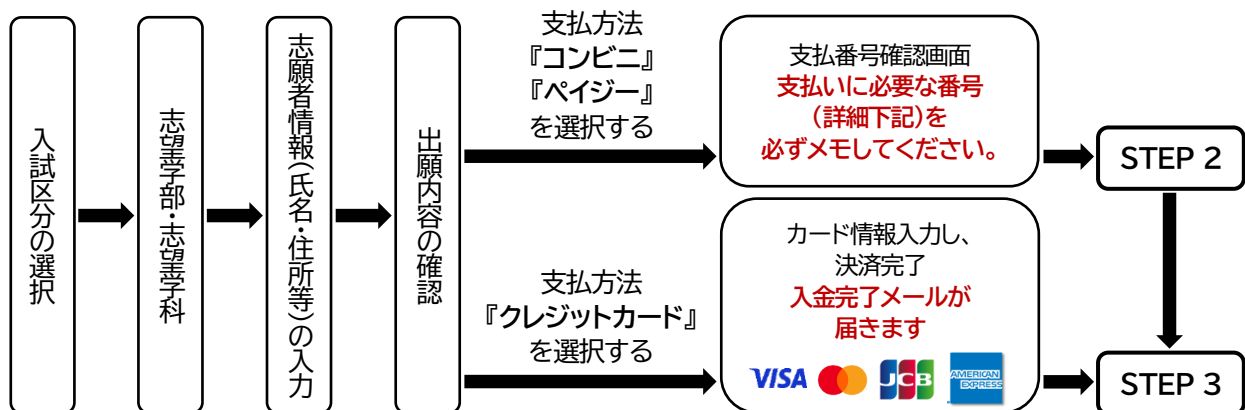 入試区分の選択
志望学部・志望学科
志願者情報(氏名・住所等)の入力
出願内容の確認
支払方法
『コンビニ』
『ペイジー』
を選択する
支払番号確認画面
支払いに必要な番号
(詳細下記)を
必ずメモしてください。
STEP 2
支払方法
『クレジットカード』
を選択する
カード情報入力し、
決済完了
入金完了メールが
届きます
VISA
JCB
AMERICAN
EXPRESS
STEP 3